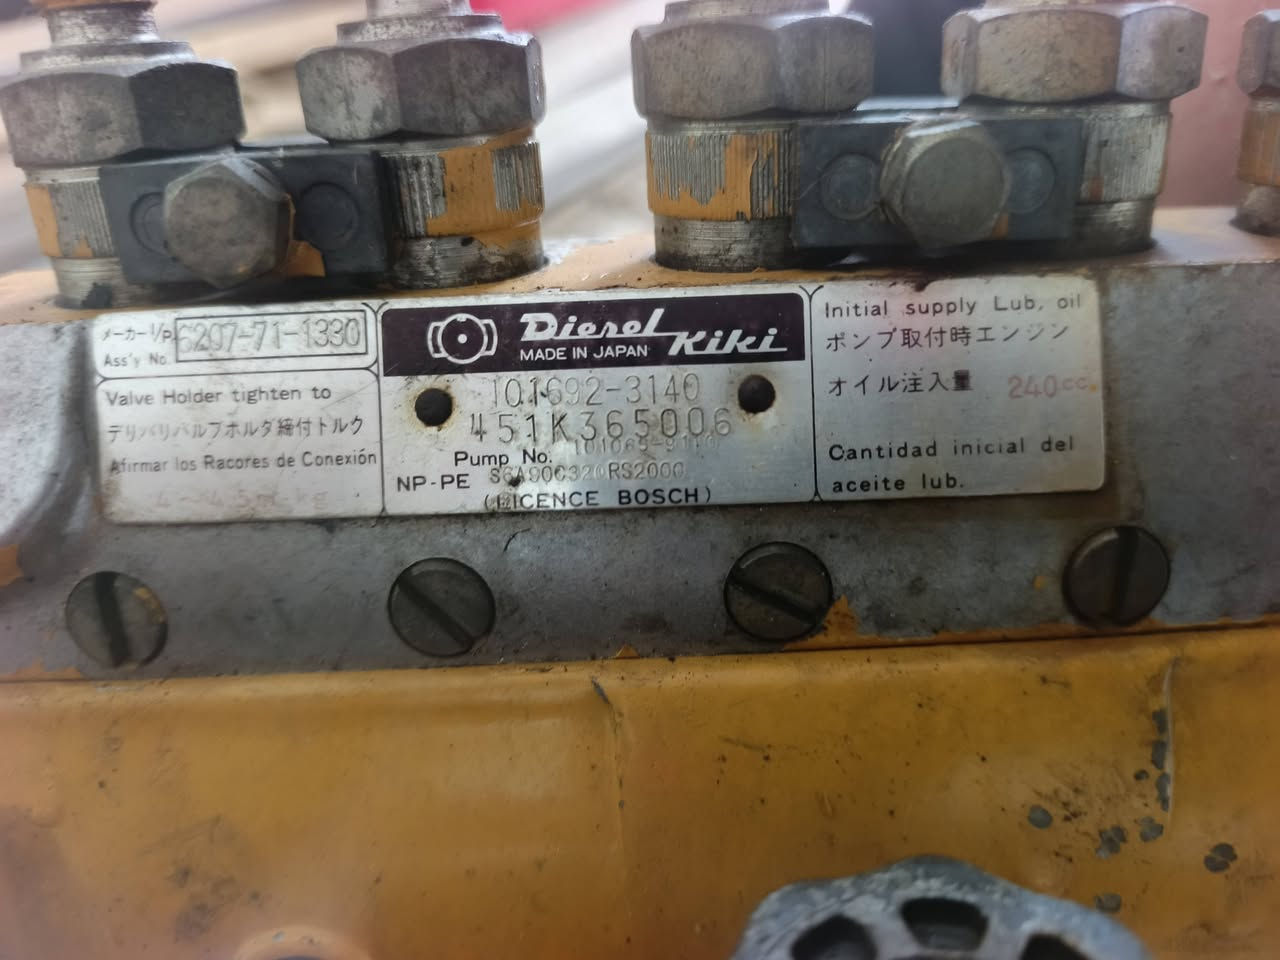 メーカーI/P
Ass'y No. 6207-71-1330
Valve Holder tighten to
デリバリバルブホルダ締付トルク
Afirmar los Racores de Conexión
Diesel
Kiki
MADE IN JAPAN
101692-3140
451K365006
Pump No.
NP-PE S6A90C320RS2000
(LICENCE BOSCH)
Initial supply Lub. oil
ポンプ取付時エンジン
オイル注入量 240cc
Cantidad inicial del
aceite lub.